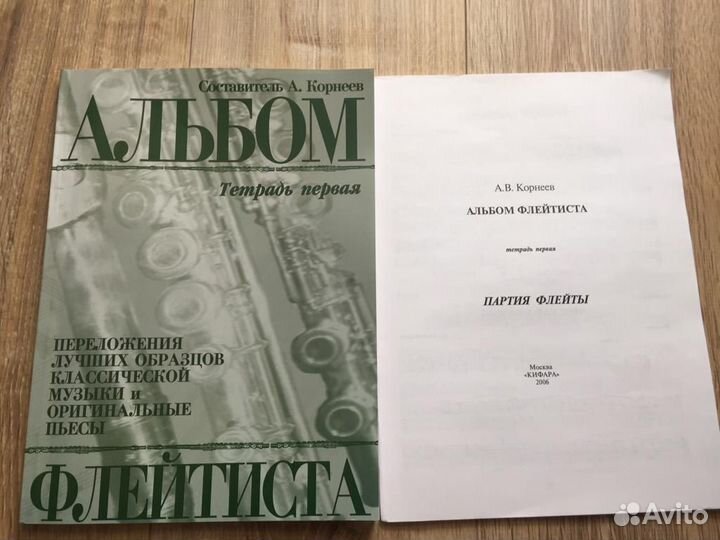 Составитель А. Корнеев
АЛЬБОМ
Тетрадь первая
ПЕРЕЛОЖЕНИЯ
ЛУЧШИХ ОБРАЗЦОВ
КЛАССИЧЕСКОЙ
МУЗЫКИ и
ОРИГИНАЛЬНЫЕ
ПЬЕСЫ
ФЛЕЙТИСТА
А.В. Корнеев
АЛЬБОМ ФЛЕЙТИСТА
тетрадь первая
ПАРТИЯ ФЛЕЙТЫ
Москва
«КИФАРА»
2006
Avito